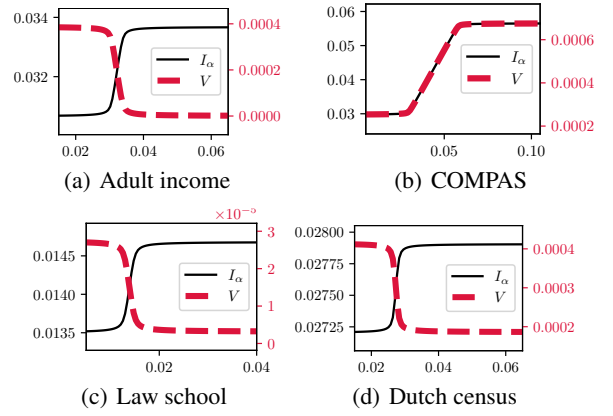 0.034
0.032
0.0004
0.0002
0.0000
I_α
V
0.02 0.04 0.06
(a) Adult income
0.06
0.05
0.04
0.03
0.0006
0.0004
0.0002
I_α
V
0.05 0.10
(b) COMPAS
×10⁻⁵
0.0145
0.0140
0.0135
3
2
1
0
I_α
V
0.02 0.04
(c) Law school
0.02800
0.02775
0.02750
0.02725
0.0004
0.0003
0.0002
I_α
V
0.02 0.04 0.06
(d) Dutch census